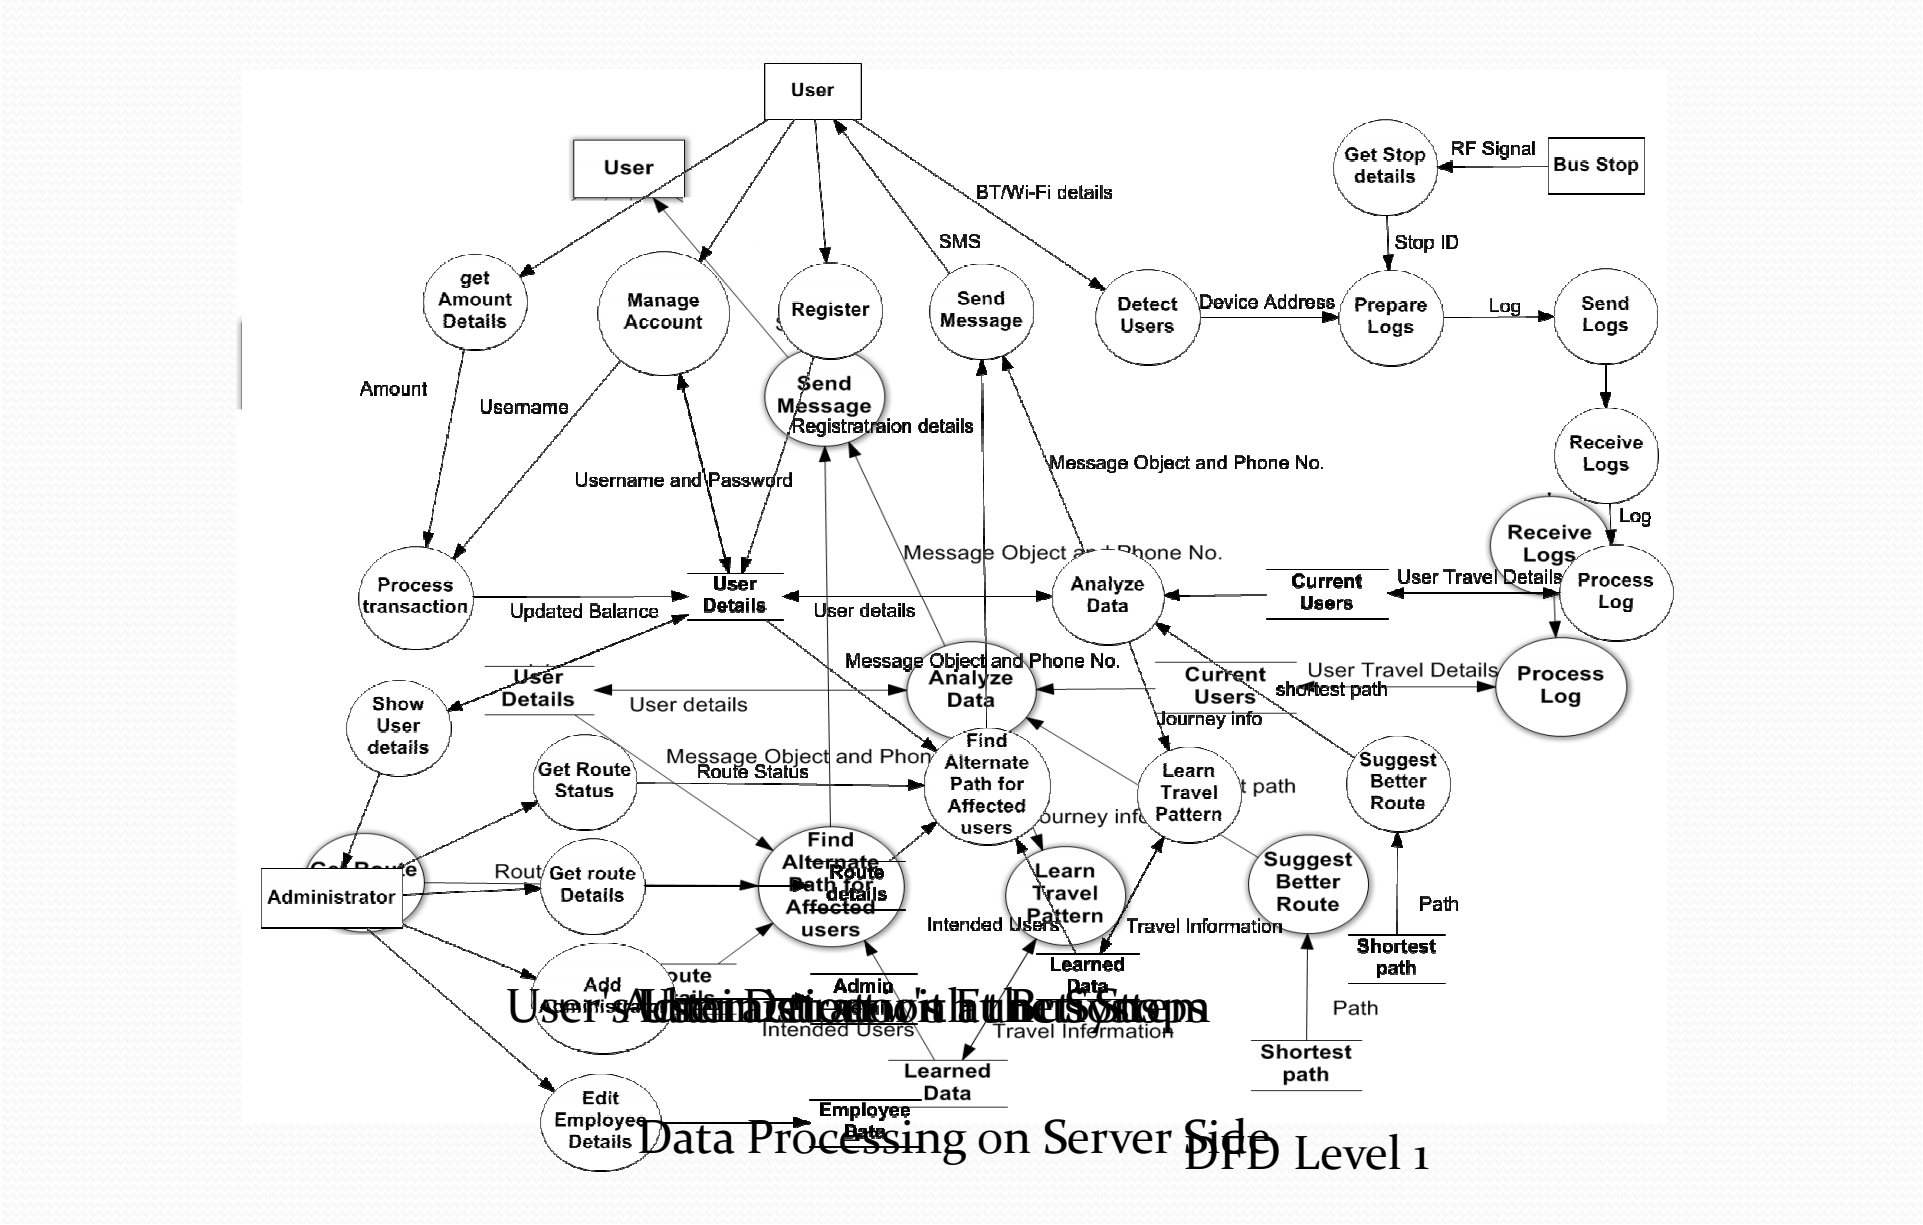 User
User
Get Stop
details
RF Signal
Bus Stop
BT/Wi-Fi details
SMS
Stop ID
get
Amount
Details
Manage
Account
Register
Send
Message
Detect
Users
Device Address
Prepare
Logs
Log
Send
Logs
Amount
Username
Send
Message
Registratraion details
Receive
Logs
Username and Password
Message Object and Phone No.
Log
Receive
Logs
Message Object and Phone No.
Process
transaction
Updated Balance
User
Details
User details
Analyze
Data
Current
Users
User Travel Details
Process
Log
Message Object and Phone No.
User
Details
User details
Analyze
Data
Current
Users
User Travel Details
shortest path
Process
Log
Journey info
Show
User
details
Message Object and Phon
Route Status
Get Route
Status
Find
Alternate
Path for
Affected
users
Learn
Travel
Pattern
path
Suggest
Better
Route
Administrator
Get route
Details
Find
Alternate
Path for
Affected
users
Route
details
Learn
Travel
Pattern
Suggest
Better
Route
Path
Intended Users
Travel Information
Shortest
path
Learned
Data
Add
Admin
Intended Users
Travel Information
Path
Shortest
path
Learned
Data
Edit
Employee
Details
Employee
Data
Data Processing on Server Side
DFD Level 1